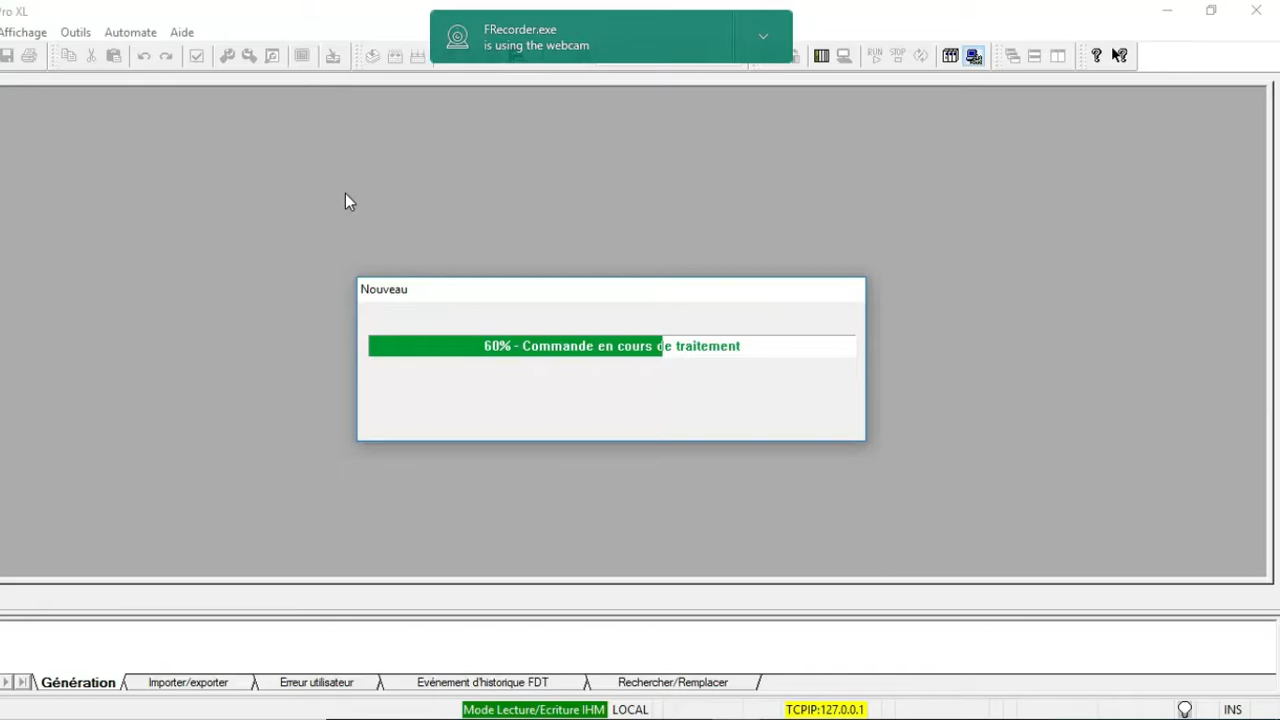 ro XL
Affichage Outils Automate Aide
FRecorder.exe
is using the webcam
RUN STOP
Nouveau
60% - Commande en cours de traitement
Génération Importer/exporter Erreur utilisateur Evénement d'historique FDT Rechercher/Remplacer
Mode Lecture/Ecriture IHM LOCAL TCPIP:127.0.0.1 INS